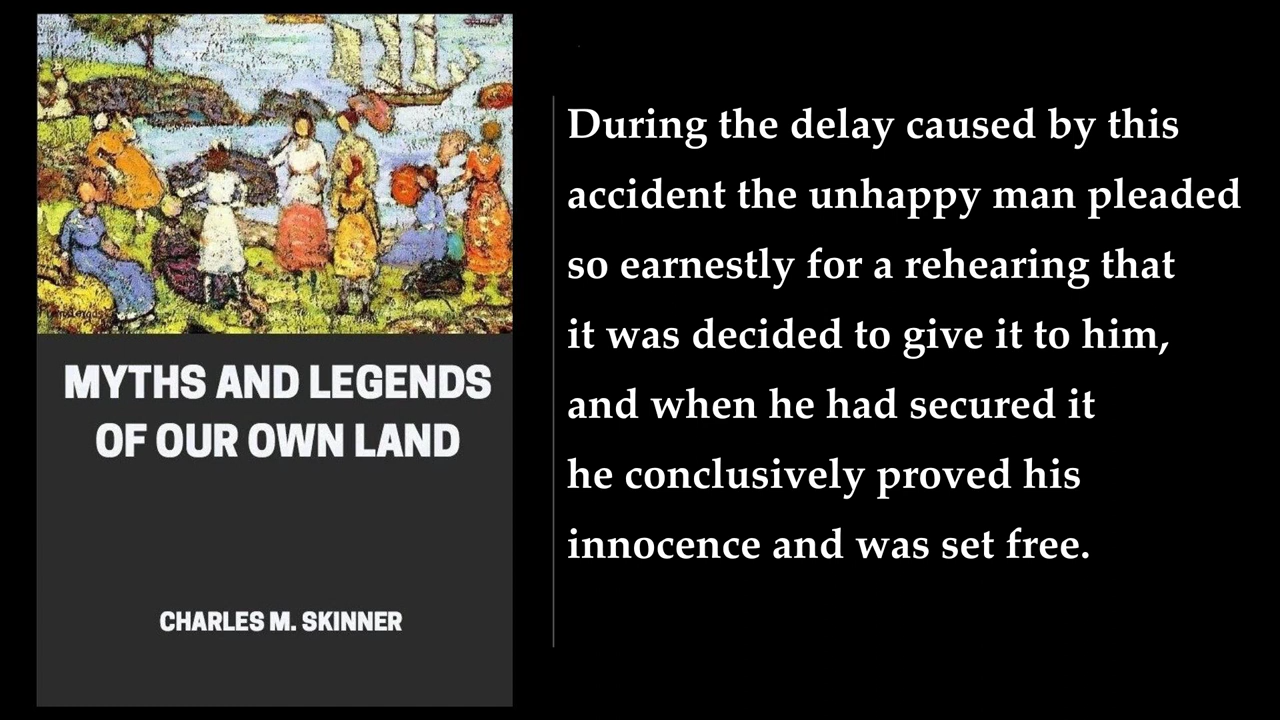 MYTHS AND LEGENDS
OF OUR OWN LAND
CHARLES M. SKINNER
During the delay caused by this
accident the unhappy man pleaded
so earnestly for a rehearing that
it was decided to give it to him,
and when he had secured it
he conclusively proved his
innocence and was set free.